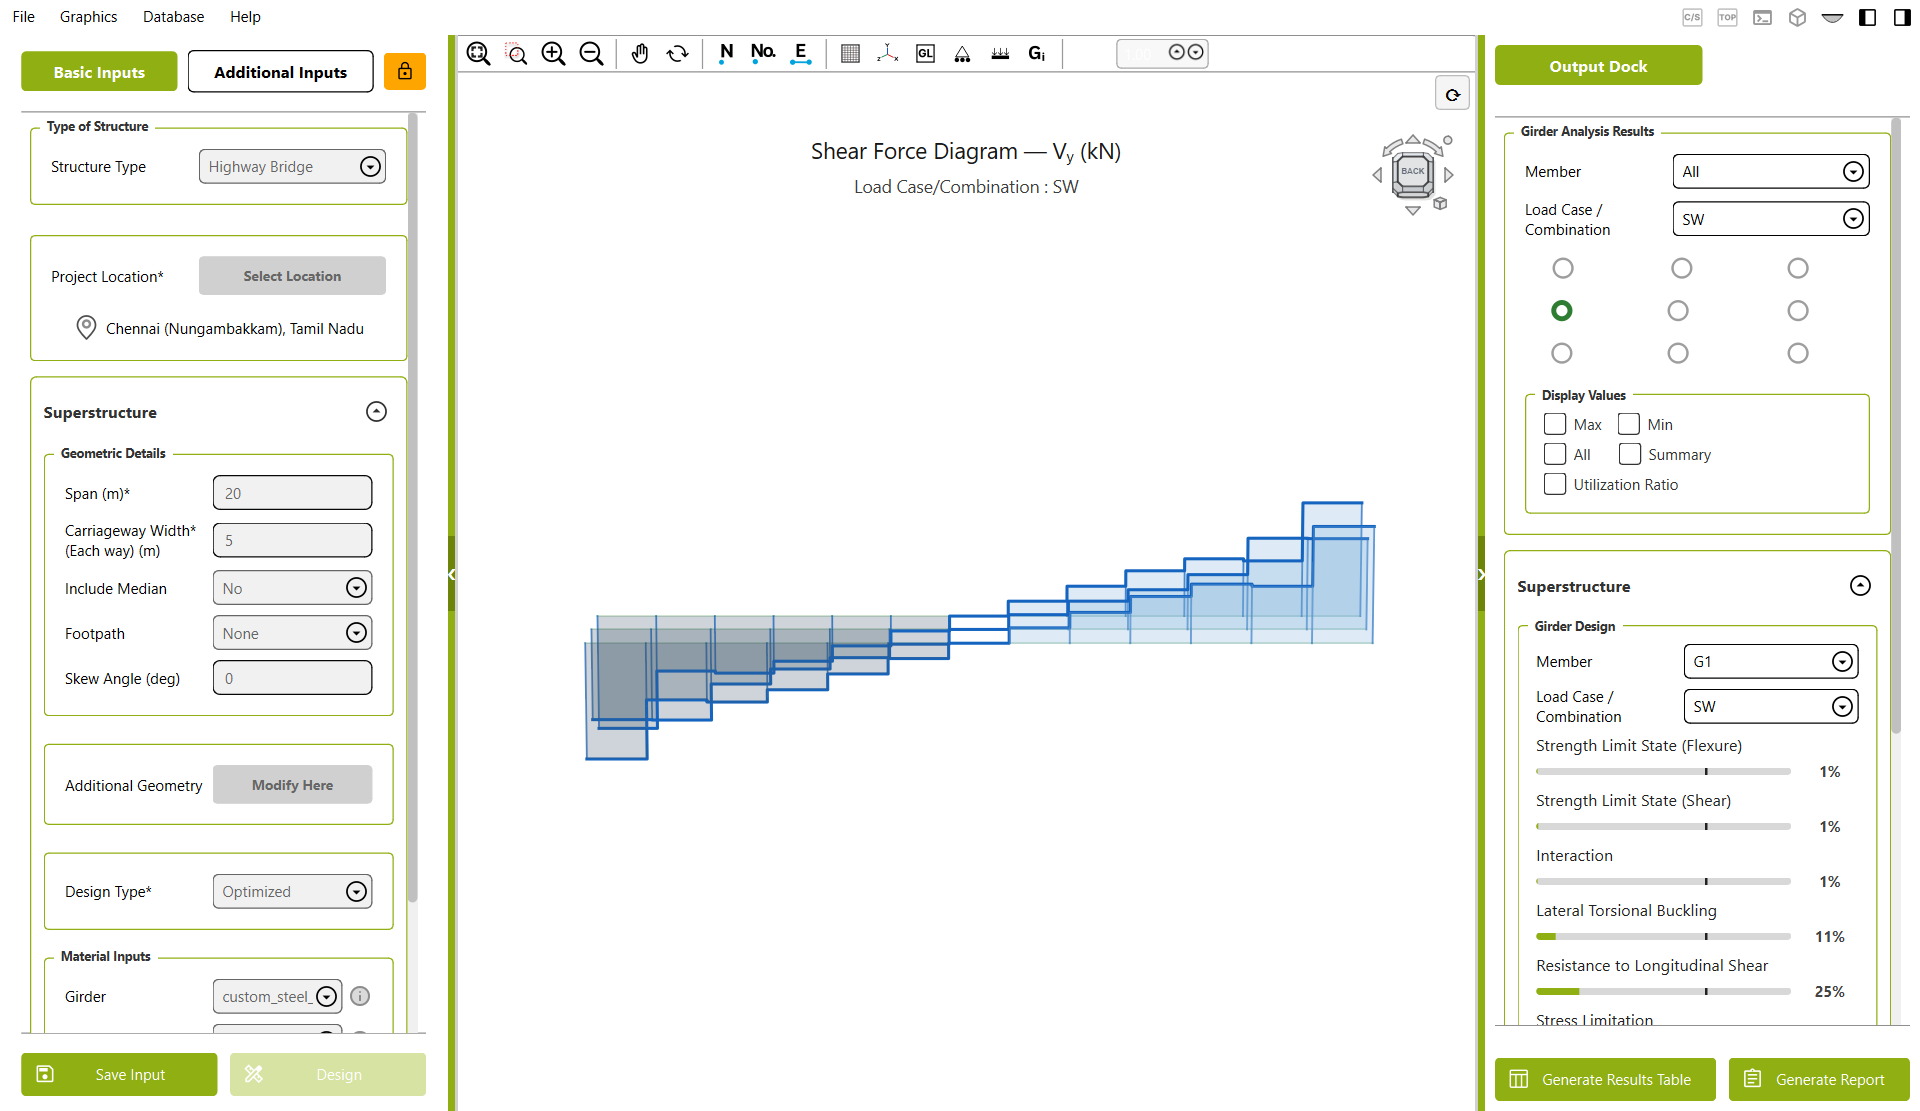 File Graphics Database Help
C/S TOP
Basic Inputs Additional Inputs
N No. E GL Gi
Output Dock
Type of Structure
Structure Type Highway Bridge
Project Location* Select Location
Chennai (Nungambakkam), Tamil Nadu
Superstructure
Geometric Details
Span (m)* 20
Carriageway Width*
(Each way) (m) 5
Include Median No
Footpath None
Skew Angle (deg) 0
Additional Geometry Modify Here
Design Type* Optimized
Material Inputs
Girder custom_steel_
Save Input Design
Shear Force Diagram — Vy (kN)
Load Case/Combination : SW
BACK
Girder Analysis Results
Member All
Load Case /
Combination SW
Display Values
Max Min
All Summary
Utilization Ratio
Superstructure
Girder Design
Member G1
Load Case /
Combination SW
Strength Limit State (Flexure)
1%
Strength Limit State (Shear)
1%
Interaction
1%
Lateral Torsional Buckling
11%
Resistance to Longitudinal Shear
25%
Stress Limitation
Generate Results Table Generate Report